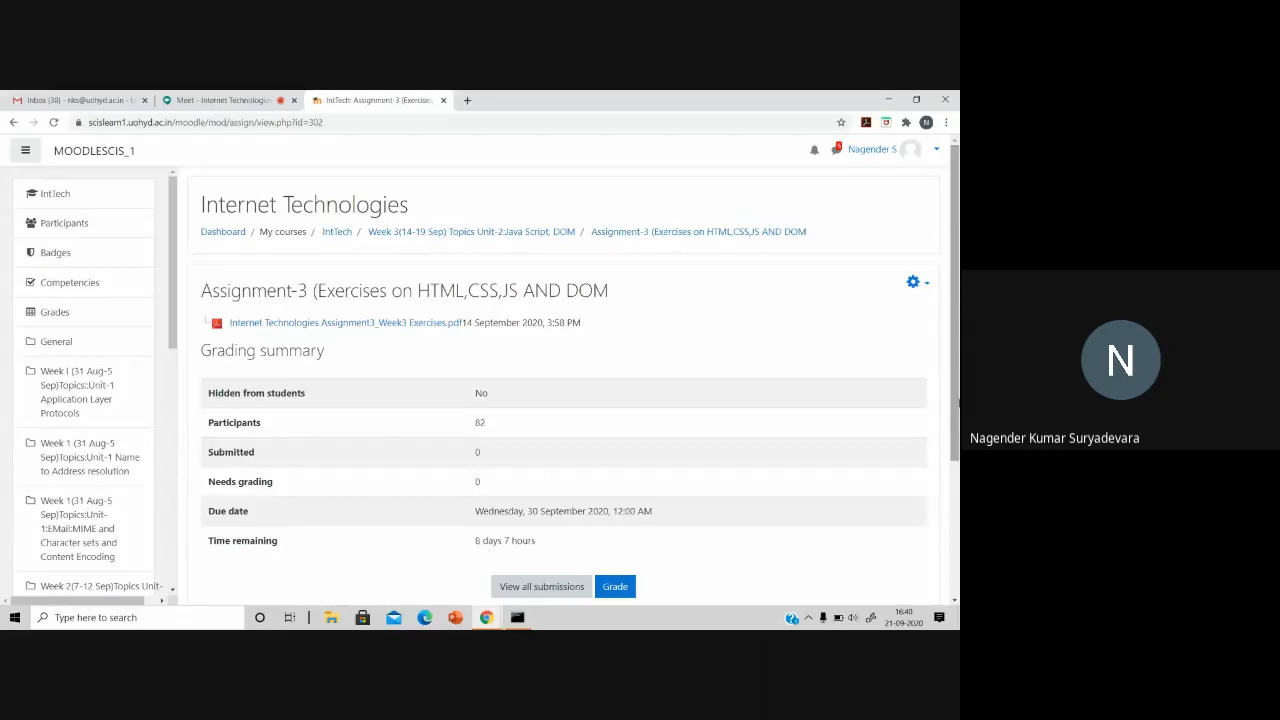 Inbox (38) - nks@uohyd.ac.in -
Meet - Internet Technologies
IntTech: Assignment-3 (Exercises
scislearn1.uohyd.ac.in/moodle/mod/assign/view.php?id=302
N
MOODLESCIS_1
Nagender S
IntTech
Participants
Badges
Competencies
Grades
General
Week I (31 Aug-5
Sep)Topics::Unit-1
Application Layer
Protocols
Week 1 (31 Aug-5
Sep)Topics:Unit-1 Name
to Address resolution
Week 1(31 Aug-5
Sep)Topics:Unit-
1:EMail:MIME and
Character sets and
Content Encoding
Week 2(7-12 Sep)Topics Unit-
Internet Technologies
Dashboard / My courses / IntTech / Week 3(14-19 Sep) Topics Unit-2:Java Script, DOM / Assignment-3 (Exercises on HTML,CSS,JS AND DOM
Assignment-3 (Exercises on HTML,CSS,JS AND DOM
Internet Technologies Assignment3_Week3 Exercises.pdf14 September 2020, 3:58 PM
Grading summary
Hidden from students No
Participants 82
Submitted 0
Needs grading 0
Due date Wednesday, 30 September 2020, 12:00 AM
Time remaining 8 days 7 hours
View all submissions Grade
Type here to search
16:40
21-09-2020
N
Nagender Kumar Suryadevara